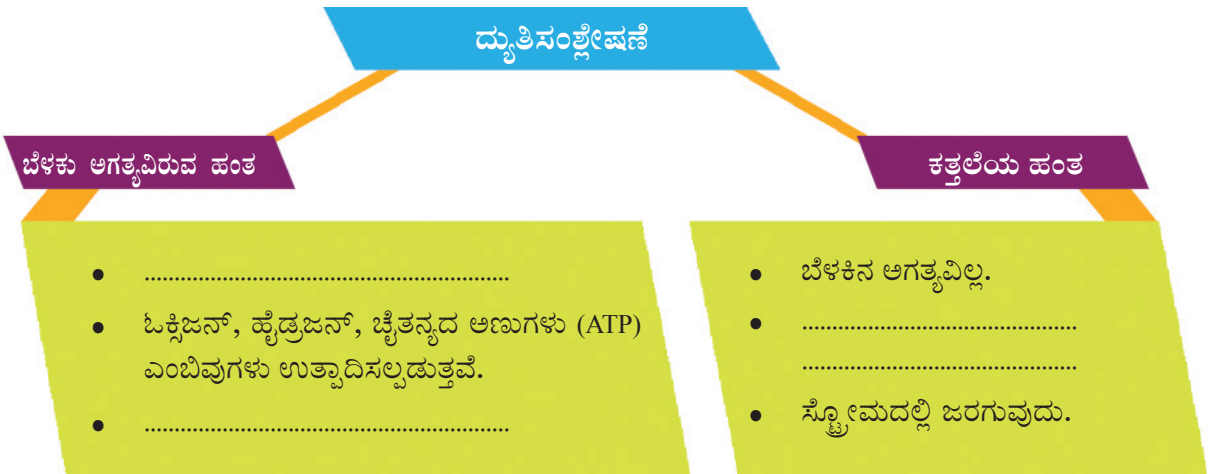 ದ್ಯುತಿಸಂಶ್ಲೇಷಣೆ
ಬೆಳಕು ಅಗತ್ಯವಿರುವ ಹಂತ
ಕತ್ತಲೆಯ ಹಂತ
• .............................................................
• ಓಕ್ಸಿಜನ್, ಹೈಡ್ರಜನ್, ಚೈತನ್ಯದ ಅಣುಗಳು (ATP)
ಎಂಬಿವುಗಳು ಉತ್ಪಾದಿಸಲ್ಪಡುತ್ತವೆ.
• .............................................................
• ಬೆಳಕಿನ ಅಗತ್ಯವಿಲ್ಲ.
• ..............................................
..............................................
• ಸ್ಟ್ರೋಮದಲ್ಲಿ ಜರಗುವುದು.